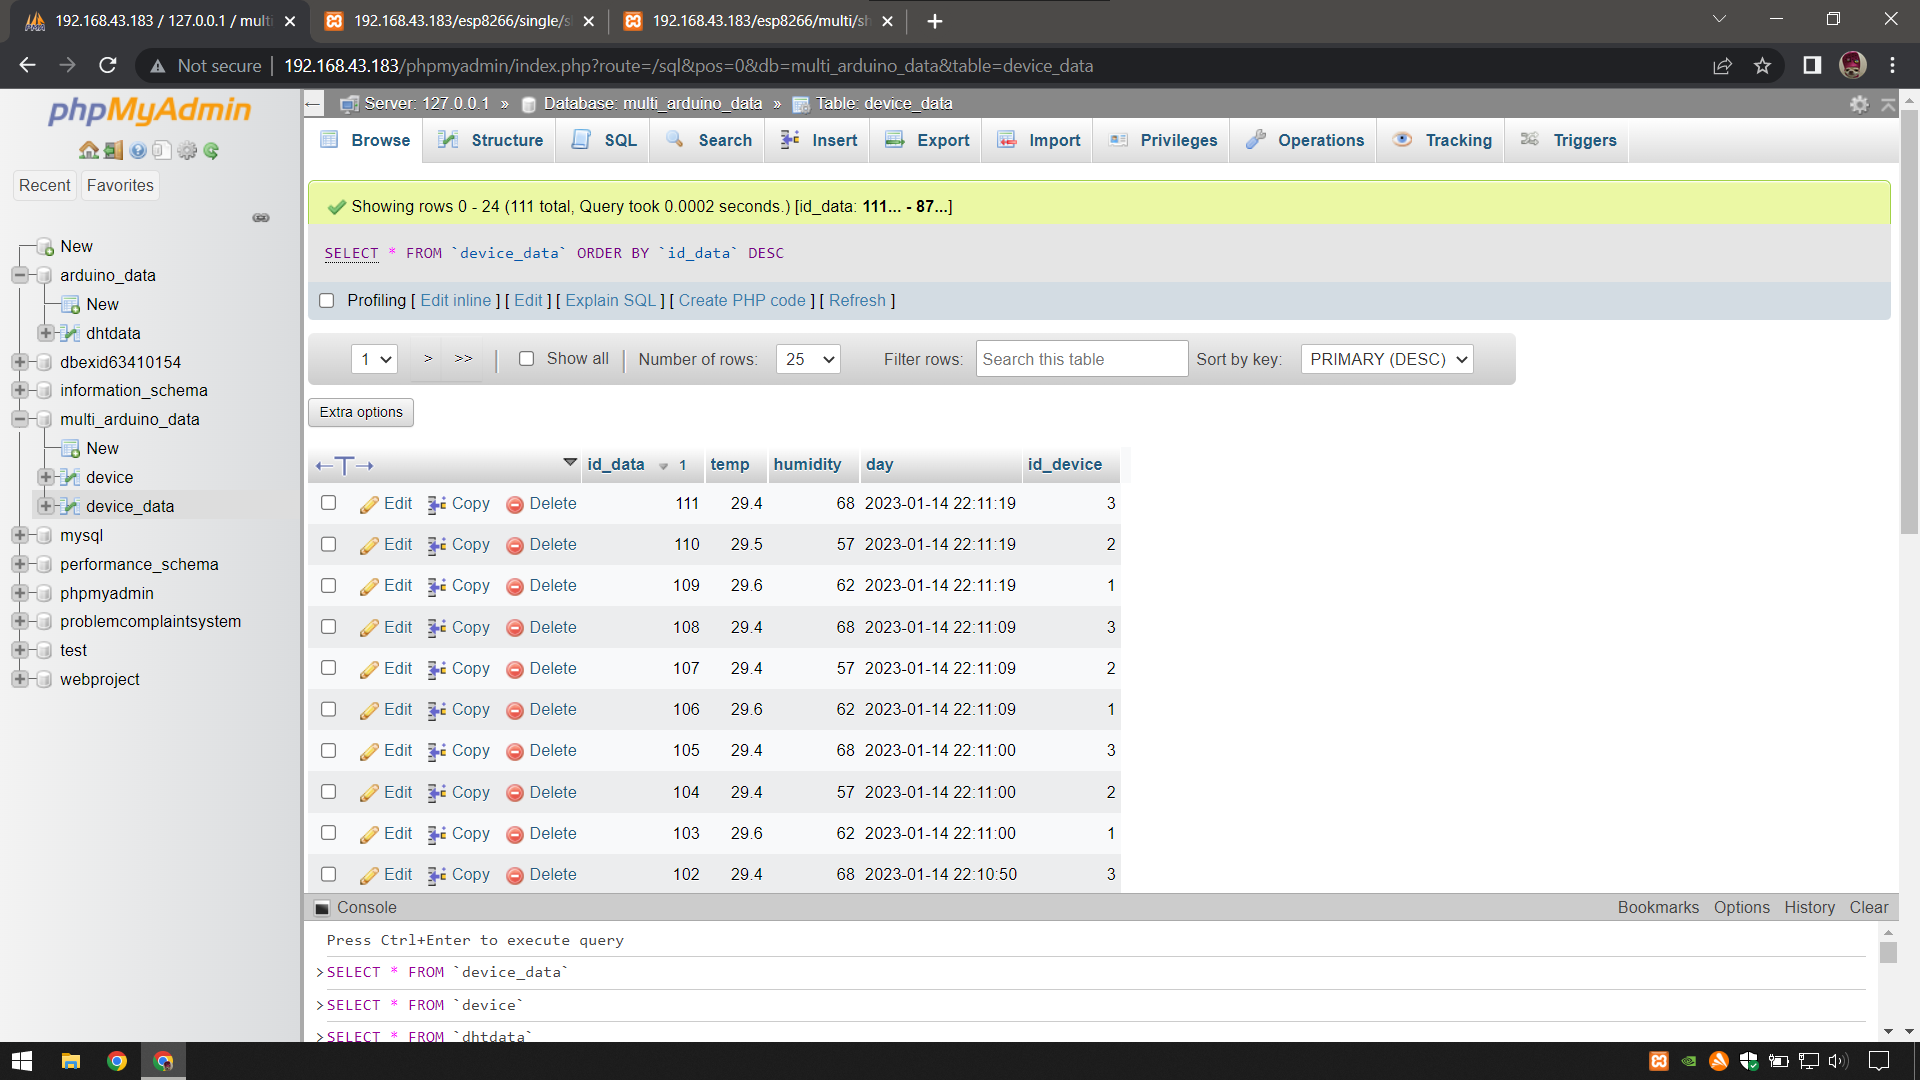 192.168.43.183 / 127.0.0.1 / multi
192.168.43.183/esp8266/single/s
192.168.43.183/esp8266/multi/sh
Not secure
192.168.43.183/phpmyadmin/index.php?route=/sql&pos=0&db=multi_arduino_data&table=device_data
phpMyAdmin
Recent Favorites
New
arduino_data
New
dhtdata
dbexid63410154
information_schema
multi_arduino_data
New
device
device_data
mysql
performance_schema
phpmyadmin
problemcomplaintsystem
test
webproject
Server: 127.0.0.1 » Database: multi_arduino_data » Table: device_data
Browse Structure SQL Search Insert Export Import Privileges Operations Tracking Triggers
Showing rows 0 - 24 (111 total, Query took 0.0002 seconds.) [id_data: 111... - 87...]
SELECT * FROM `device_data` ORDER BY `id_data` DESC
Profiling [ Edit inline ] [ Edit ] [ Explain SQL ] [ Create PHP code ] [ Refresh ]
1 > >> Show all Number of rows: 25 Filter rows: Search this table Sort by key: PRIMARY (DESC)
Extra options
←T→ id_data 1 temp humidity day id_device
Edit Copy Delete 111 29.4 68 2023-01-14 22:11:19 3
Edit Copy Delete 110 29.5 57 2023-01-14 22:11:19 2
Edit Copy Delete 109 29.6 62 2023-01-14 22:11:19 1
Edit Copy Delete 108 29.4 68 2023-01-14 22:11:09 3
Edit Copy Delete 107 29.4 57 2023-01-14 22:11:09 2
Edit Copy Delete 106 29.6 62 2023-01-14 22:11:09 1
Edit Copy Delete 105 29.4 68 2023-01-14 22:11:00 3
Edit Copy Delete 104 29.4 57 2023-01-14 22:11:00 2
Edit Copy Delete 103 29.6 62 2023-01-14 22:11:00 1
Edit Copy Delete 102 29.4 68 2023-01-14 22:10:50 3
Console Bookmarks Options History Clear
Press Ctrl+Enter to execute query
>SELECT * FROM `device_data`
>SELECT * FROM `device`
>SELECT * FROM `dhtdata`